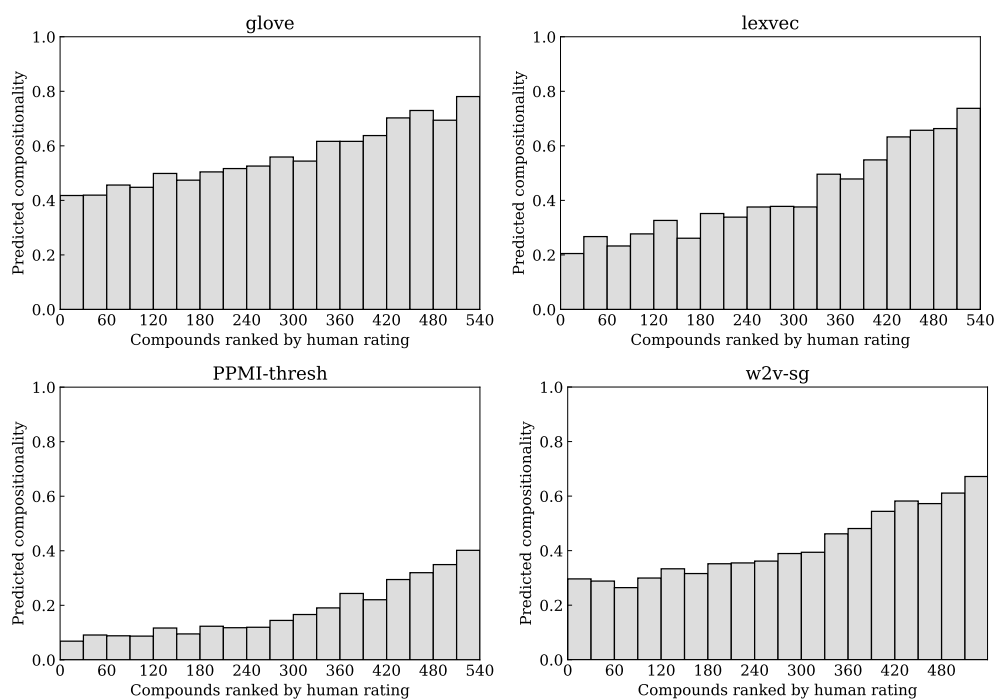 glove
Predicted compositionality
1.0
0.8
0.6
0.4
0.2
0.0
0 60 120 180 240 300 360 420 480 540
Compounds ranked by human rating
lexvec
Predicted compositionality
1.0
0.8
0.6
0.4
0.2
0.0
0 60 120 180 240 300 360 420 480 540
Compounds ranked by human rating
PPMI-thresh
Predicted compositionality
1.0
0.8
0.6
0.4
0.2
0.0
0 60 120 180 240 300 360 420 480 540
Compounds ranked by human rating
w2v-sg
Predicted compositionality
1.0
0.8
0.6
0.4
0.2
0.0
0 60 120 180 240 300 360 420 480
Compounds ranked by human rating